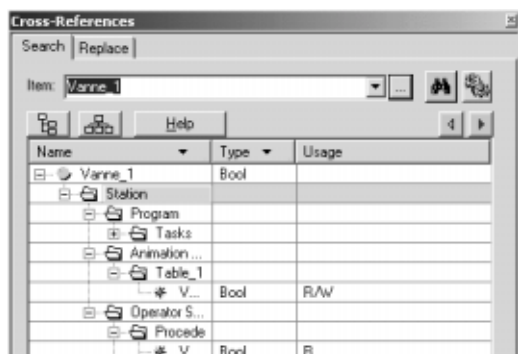 Cross-References
Search Replace
Item: Vanne_1 ...
Help
Name Type Usage
Vanne_1 Bool
Station
Program
Tasks
Animation ...
Table_1
V... Bool R/W
Operator S...
Procede
V... Bool R